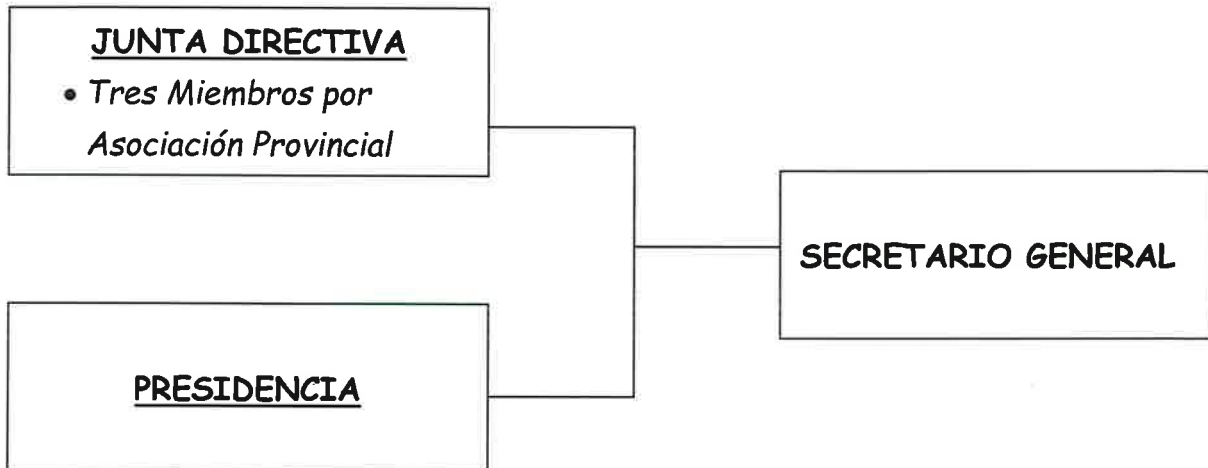 JUNTA DIRECTIVA
• Tres Miembros por
Asociación Provincial
SECRETARIO GENERAL
PRESIDENCIA